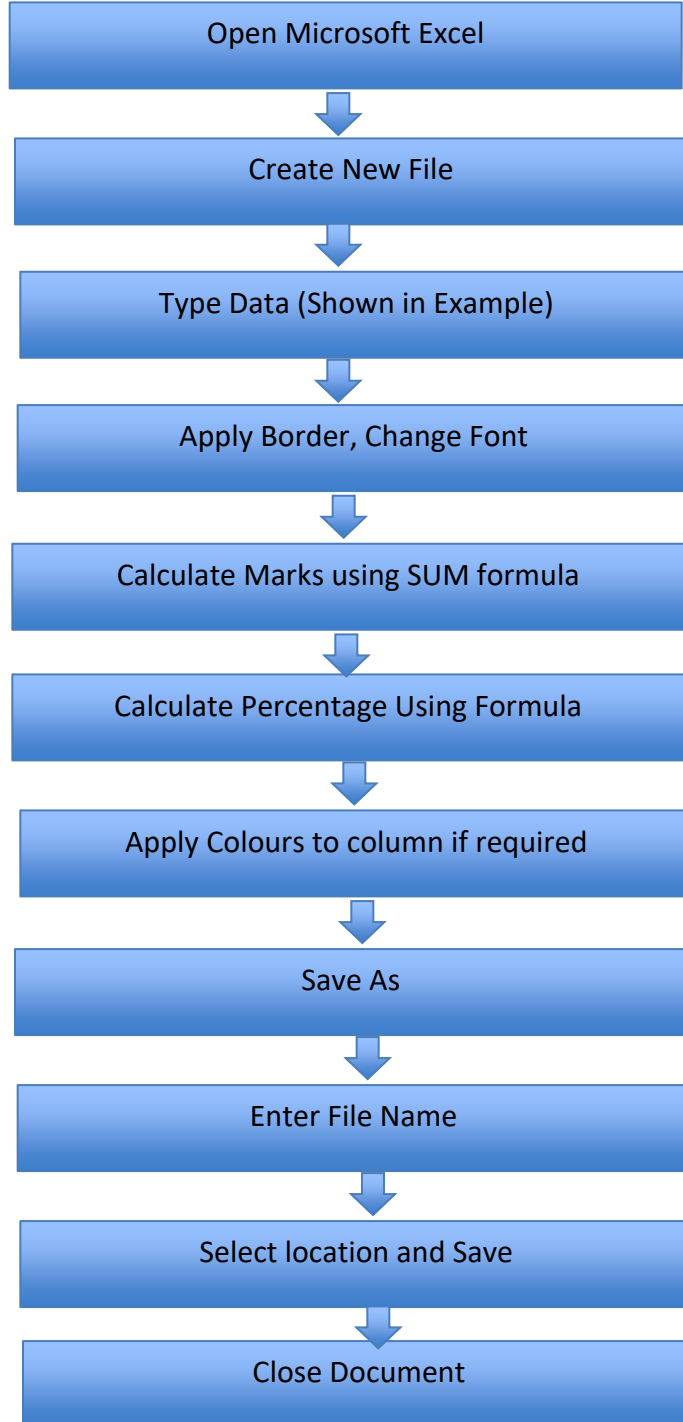 Open Microsoft Excel
Create New File
Type Data (Shown in Example)
Apply Border, Change Font
Calculate Marks using SUM formula
Calculate Percentage Using Formula
Apply Colours to column if required
Save As
Enter File Name
Select location and Save
Close Document